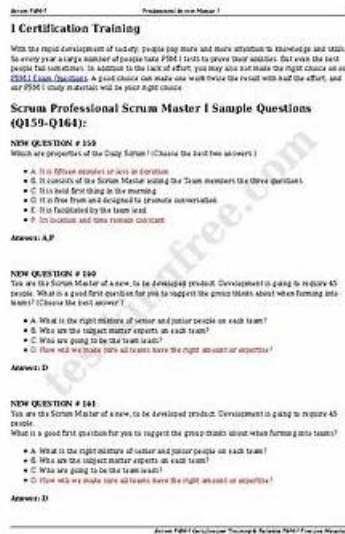 Scrum PSM-I Professional Scrum Master I
I Certification Training
With the rapid development of society, people pay more and more attention to knowledge and skills.
So every year a large number of people take PSM I tests to prove their abilities. But even the best
people fail sometimes. In addition to the lack of effort, you may also not make the right choice on our
PSM I Exam Questions. A good choice can make one work twice the result with half the effort, and
our PSM I study materials will be your right choice.
Scrum Professional Scrum Master I Sample Questions
(Q159-Q164):
NEW QUESTION # 159
Which are properties of the Daily Scrum? (Choose the best two answers.)
A. It is fifteen minutes or less in duration
B. It consists of the Scrum Master asking the Team members the three questions.
C. It is held first thing in the morning
D. It is free from and designed to promote conversation
E. It is facilitated by the team lead
F. Its location and time remain constant
Answer: A,F
NEW QUESTION # 160
You are the Scrum Master of a new, to be developed product. Development is going to require 45
people. What is a good first question for you to suggest the group thinks about when forming into
teams? (Choose the best answer.)
A. What is the right mixture of senior and junior people on each team?
B. Who are the subject matter experts on each team?
C. Who are going to be the team leads?
D. How will we make sure all teams have the right amount of expertise?
Answer: D
NEW QUESTION # 161
You are the Scrum Master of a new, to be developed product. Development is going to require 45
people.
What is a good first question for you to suggest the group thinks about when forming into teams?
A. What is the right mixture of senior and junior people on each team?
B. Who are the subject matter experts on each team?
C. Who are going to be the team leads?
D. How will we make sure all teams have the right amount of expertise?
Answer: D